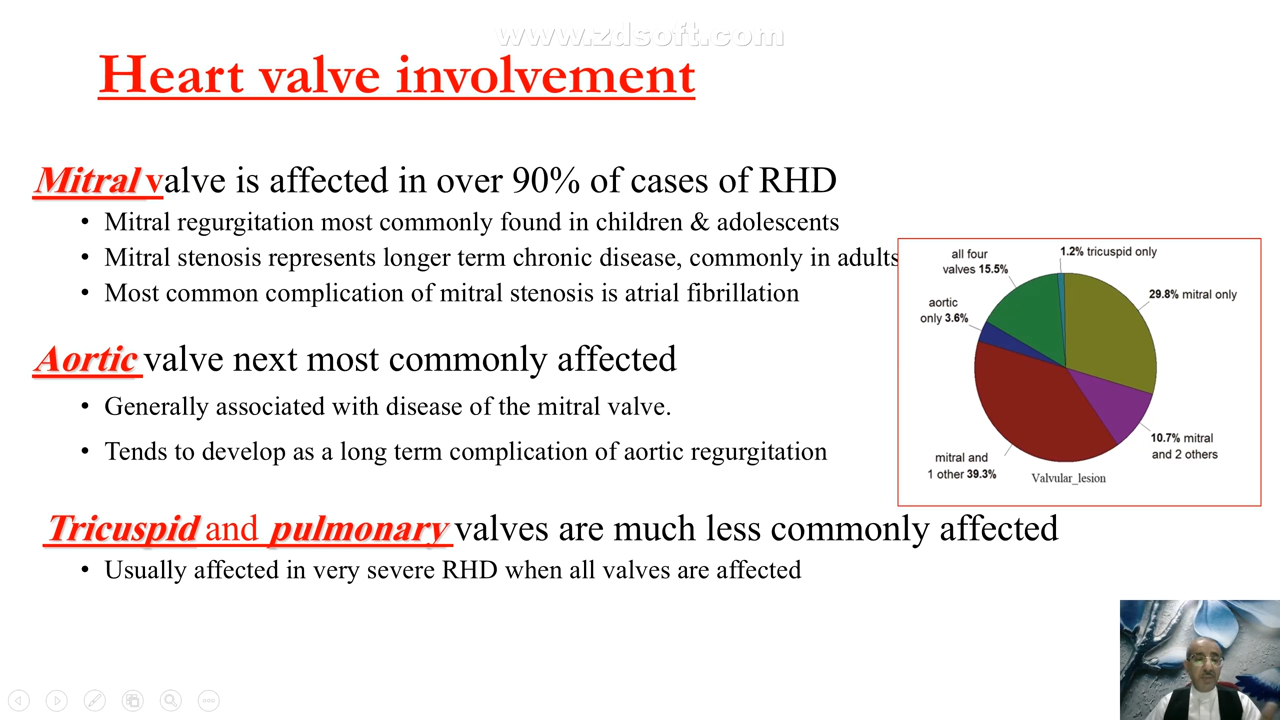 www.zdsoft.com
Heart valve involvement
Mitral valve is affected in over 90% of cases of RHD
• Mitral regurgitation most commonly found in children & adolescents
• Mitral stenosis represents longer term chronic disease, commonly in adults
• Most common complication of mitral stenosis is atrial fibrillation
Aortic valve next most commonly affected
• Generally associated with disease of the mitral valve.
• Tends to develop as a long term complication of aortic regurgitation
Tricuspid and pulmonary valves are much less commonly affected
• Usually affected in very severe RHD when all valves are affected
all four
valves 15.5%
1.2% tricuspid only
29.8% mitral only
aortic
only 3.6%
10.7% mitral
and 2 others
mitral and
1 other 39.3%
Valvular_lesion